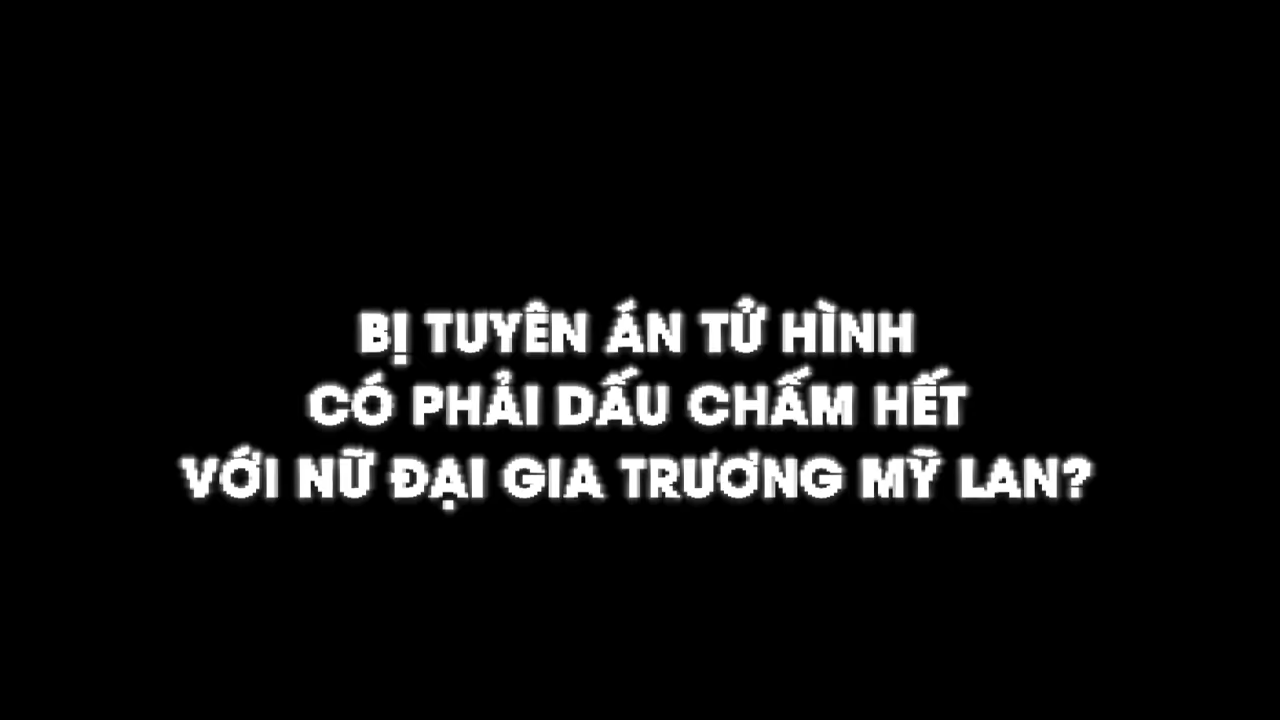 BỊ TUYÊN ÁN TỬ HÌNH
CÓ PHẢI DẤU CHẤM HẾT
VỚI NỮ ĐẠI GIA TRƯƠNG MỸ LAN?